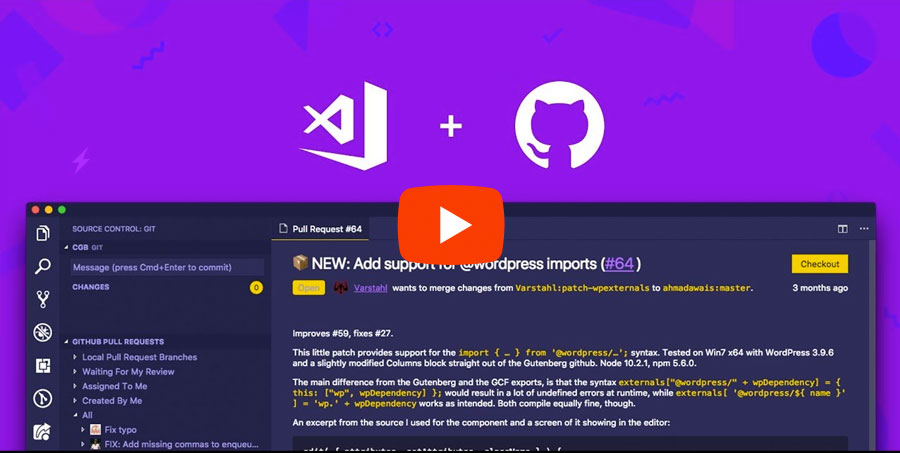 +
SOURCE CONTROL: GIT
CGB GIT
Message (press Cmd+Enter to commit)
CHANGES
0
GITHUB PULL REQUESTS
Local Pull Request Branches
Waiting For My Review
Assigned To Me
Created By Me
All
Fix typo
FIX: Add missing commas to enqueu...
Pull Request #64
NEW: Add support for @wordpress imports (#64)
Checkout
Open Varstahl wants to merge changes from Varstahl:patch-wpexternals to ahmadawais:master.
3 months ago
Improves #59, fixes #27.
This little patch provides support for the import { … } from '@wordpress/…'; syntax. Tested on Win7 x64 with WordPress 3.9.6
and a slightly modified Columns block straight out of the Gutenberg github. Node 10.2.1, npm 5.6.0.
The main difference from the Gutenberg and the GCF exports, is that the syntax externals["@wordpress/" + wpDependency] = {
this: ["wp", wpDependency] }; would result in a lot of undefined errors at runtime, while externals[ '@wordpress/${ name }'
] = 'wp.' + wpDependency works as intended. Both compile equally fine, though.
An excerpt from the source I used for the component and a screen of it showing in the editor: